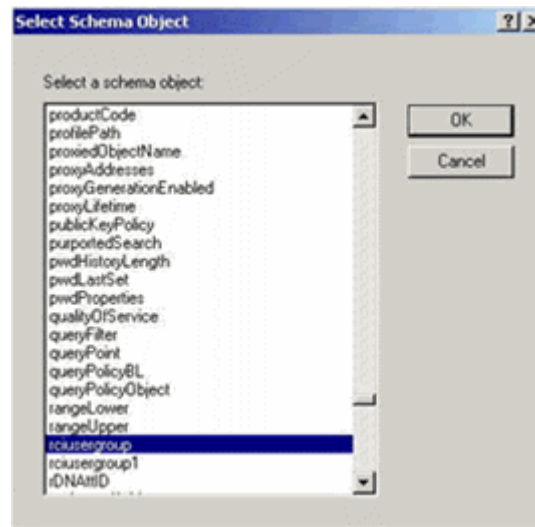 Select Schema Object
Select a schema object:
productCode
profilePath
proxiedObjectName
proxyAddresses
proxyGenerationEnabled
proxyLifetime
publicKeyPolicy
purportedSearch
pwdHistoryLength
pwdLastSet
pwdProperties
qualityOfService
queryFilter
queryPoint
queryPolicyBL
queryPolicyObject
rangeLower
rangeUpper
rciusergroup
rciusergroup1
rDNAttID
OK
Cancel